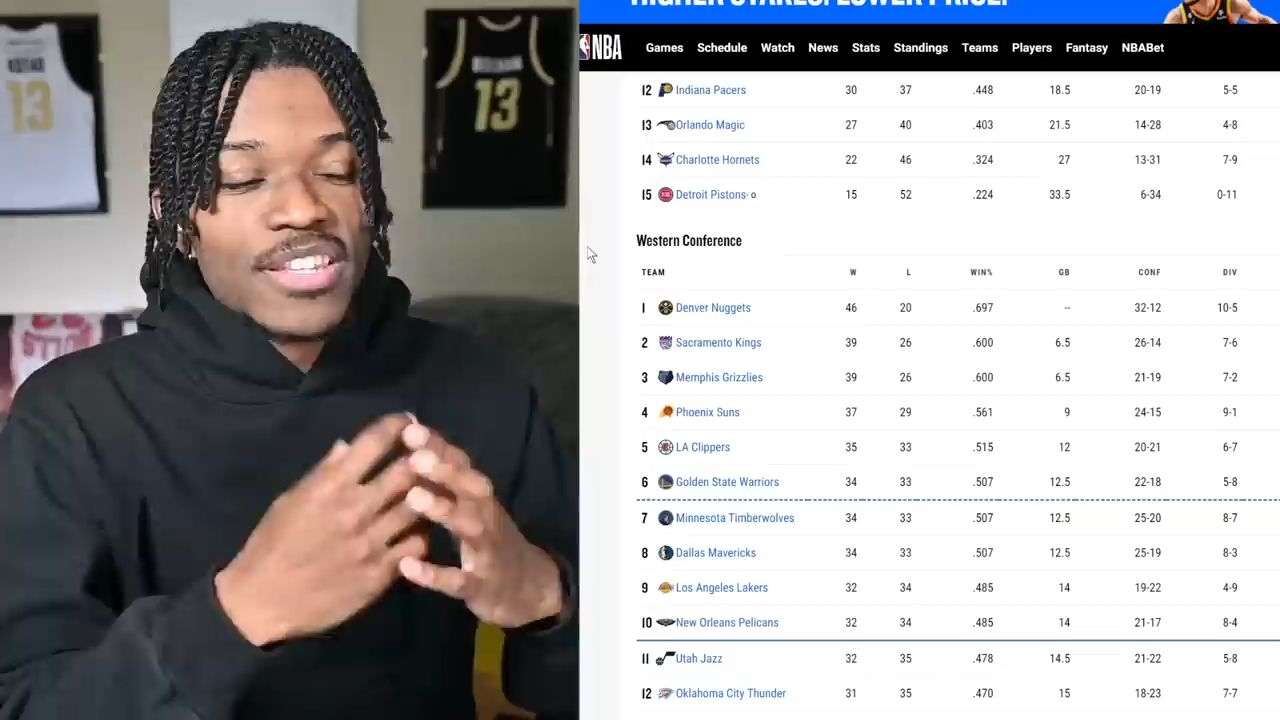 HIGHER STAKES. LOWER PRICE.
NBA Games Schedule Watch News Stats Standings Teams Players Fantasy NBABet
12 Indiana Pacers 30 37 .448 18.5 20-19 5-5
13 Orlando Magic 27 40 .403 21.5 14-28 4-8
14 Charlotte Hornets 22 46 .324 27 13-31 7-9
15 Detroit Pistons - o 15 52 .224 33.5 6-34 0-11
Western Conference
TEAM W L WIN% GB CONF DIV
1 Denver Nuggets 46 20 .697 -- 32-12 10-5
2 Sacramento Kings 39 26 .600 6.5 26-14 7-6
3 Memphis Grizzlies 39 26 .600 6.5 21-19 7-2
4 Phoenix Suns 37 29 .561 9 24-15 9-1
5 LA Clippers 35 33 .515 12 20-21 6-7
6 Golden State Warriors 34 33 .507 12.5 22-18 5-8
7 Minnesota Timberwolves 34 33 .507 12.5 25-20 8-7
8 Dallas Mavericks 34 33 .507 12.5 25-19 8-3
9 Los Angeles Lakers 32 34 .485 14 19-22 4-9
10 New Orleans Pelicans 32 34 .485 14 21-17 8-4
11 Utah Jazz 32 35 .478 14.5 21-22 5-8
12 Oklahoma City Thunder 31 35 .470 15 18-23 7-7
13
13